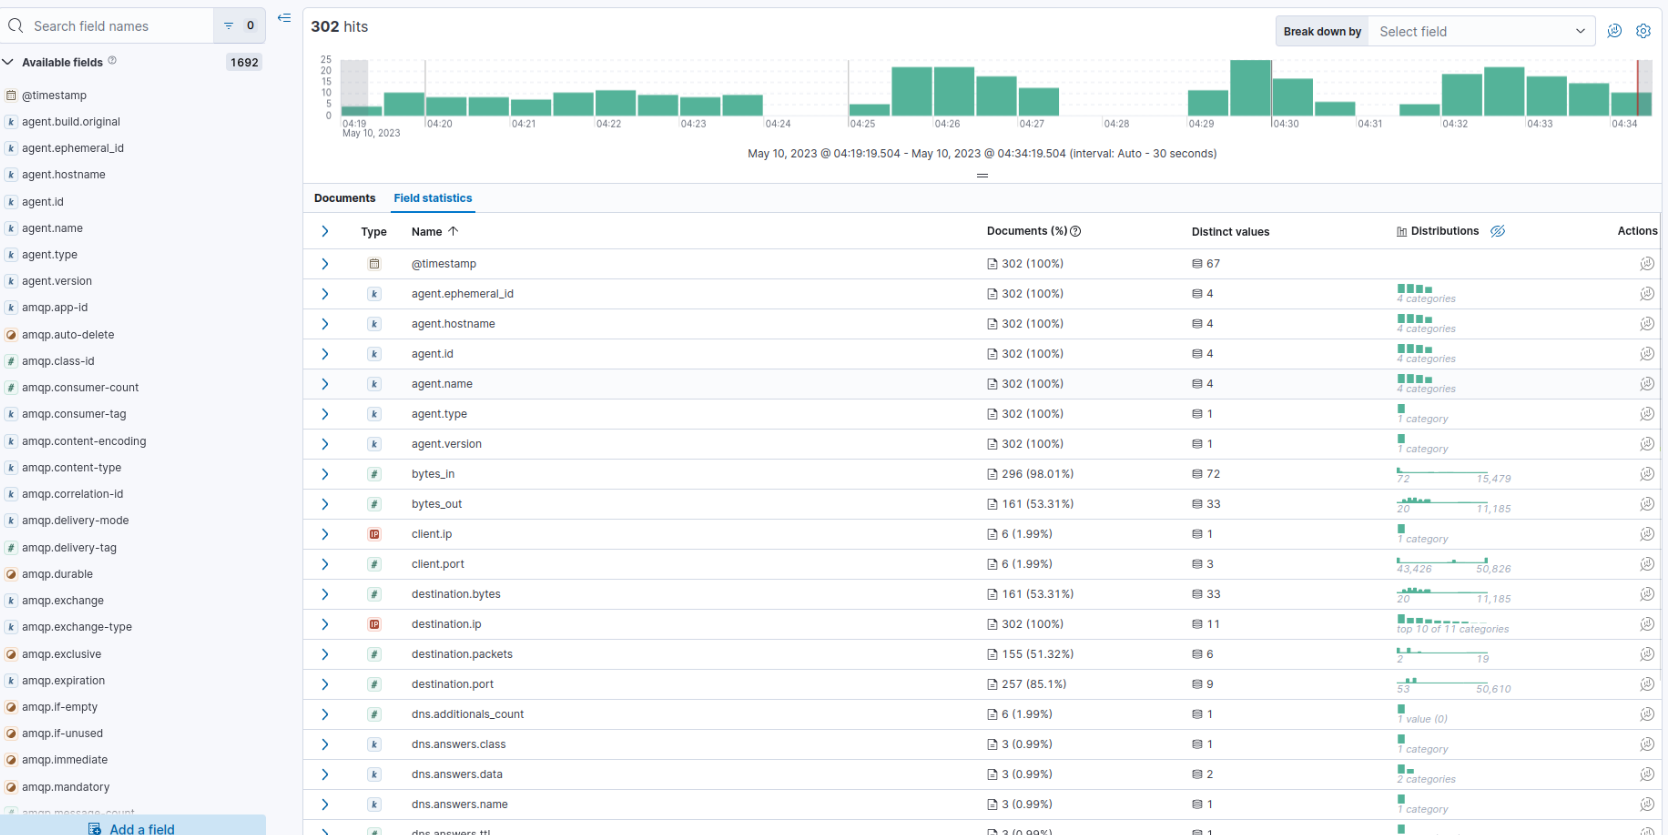 Search field names
0
Available fields
1692
@timestamp
agent.build.original
agent.ephemeral_id
agent.hostname
agent.id
agent.name
agent.type
agent.version
amqp.app-id
amqp.auto-delete
amqp.class-id
amqp.consumer-count
amqp.consumer-tag
amqp.content-encoding
amqp.content-type
amqp.correlation-id
amqp.delivery-mode
amqp.delivery-tag
amqp.durable
amqp.exchange
amqp.exchange-type
amqp.exclusive
amqp.expiration
amqp.if-empty
amqp.if-unused
amqp.immediate
amqp.mandatory
amqp.message-count
Add a field
302 hits
Break down by Select field
25
20
15
10
5
0
04:19 04:20 04:21 04:22 04:23 04:24 04:25 04:26 04:27 04:28 04:29 04:30 04:31 04:32 04:33 04:34
May 10, 2023
May 10, 2023 @ 04:19:19.504 - May 10, 2023 @ 04:34:19.504 (interval: Auto - 30 seconds)
Documents Field statistics
Type Name Documents (%) Distinct values Distributions Actions
@timestamp 302 (100%) 67
k agent.ephemeral_id 302 (100%) 4 4 categories
k agent.hostname 302 (100%) 4 4 categories
k agent.id 302 (100%) 4 4 categories
k agent.name 302 (100%) 4 4 categories
k agent.type 302 (100%) 1 1 category
k agent.version 302 (100%) 1 1 category
# bytes_in 296 (98.01%) 72 72 15,479
# bytes_out 161 (53.31%) 33 20 11,185
IP client.ip 6 (1.99%) 1 1 category
# client.port 6 (1.99%) 3 43,426 50,826
# destination.bytes 161 (53.31%) 33 20 11,185
IP destination.ip 302 (100%) 11 top 10 of 11 categories
# destination.packets 155 (51.32%) 6 2 19
# destination.port 257 (85.1%) 9 53 50,610
# dns.additionals_count 6 (1.99%) 1 1 value (0)
k dns.answers.class 3 (0.99%) 1 1 category
k dns.answers.data 3 (0.99%) 2 2 categories
k dns.answers.name 3 (0.99%) 1 1 category
# dns.answers.ttl 3 (0.99%) 1